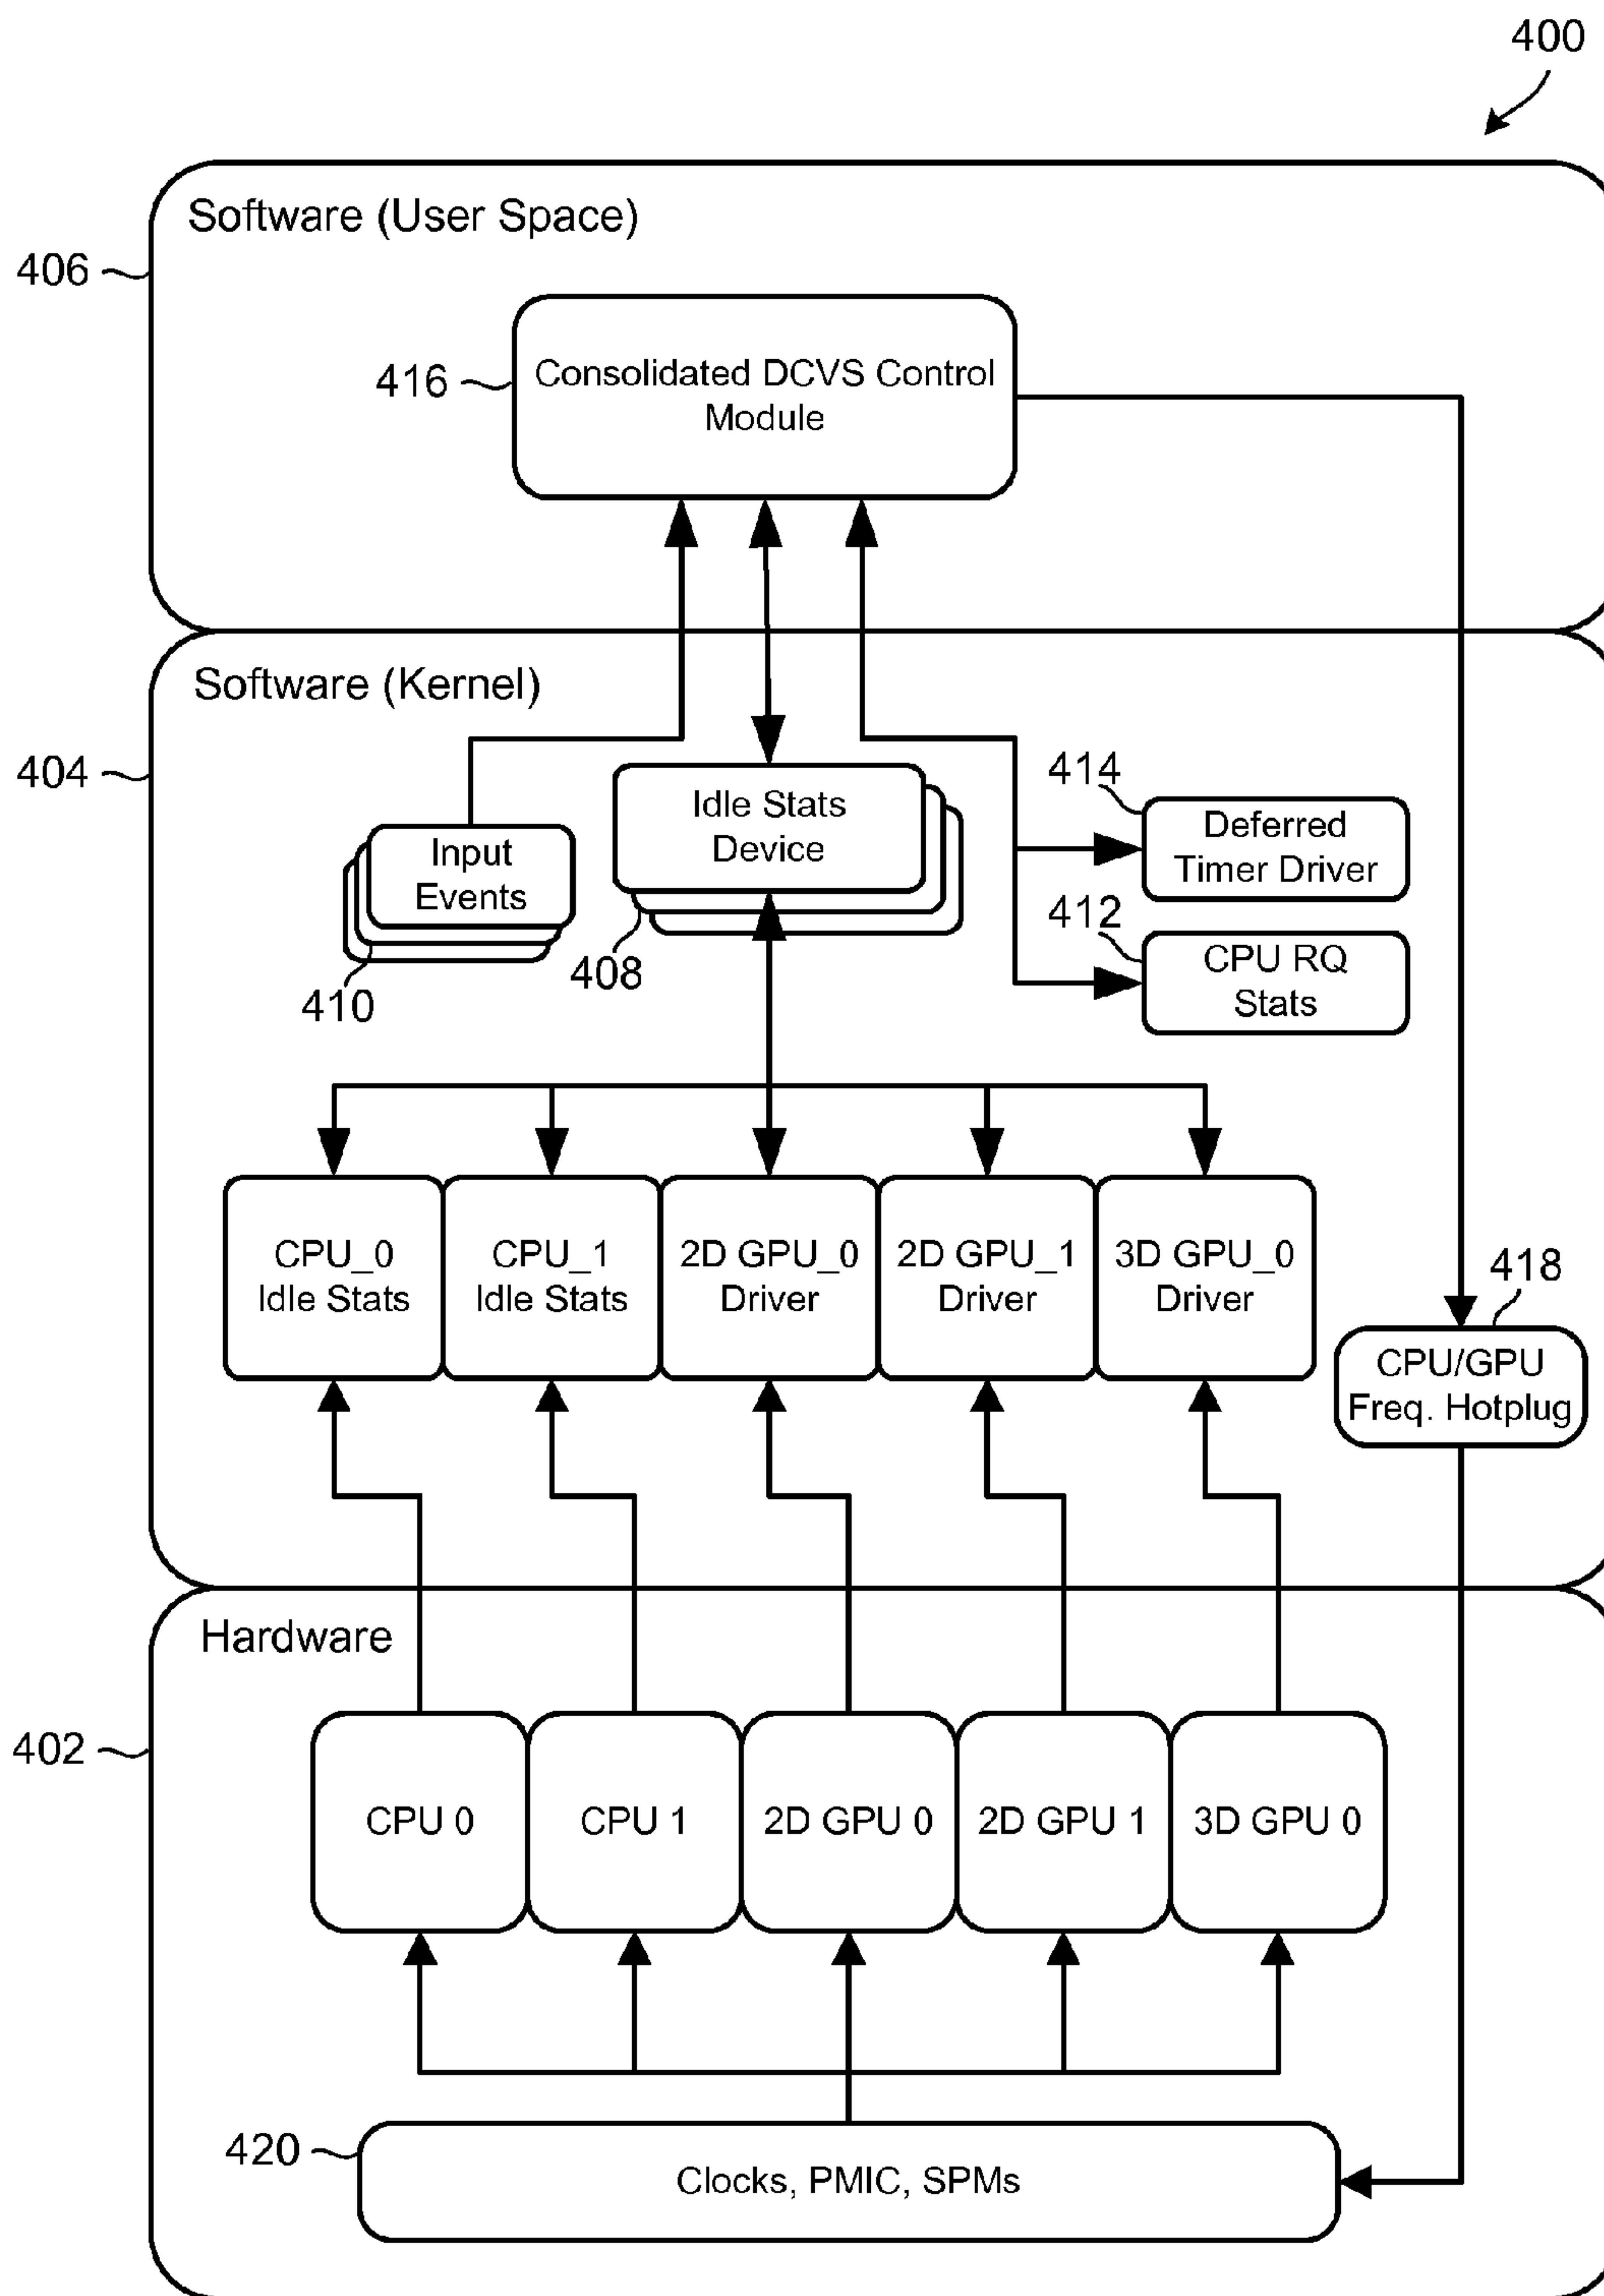 400
Software (User Space)
406
416
Consolidated DCVS Control
Module
Software (Kernel)
404
Input
Events
410
Idle Stats
Device
408
414
Deferred
Timer Driver
412
CPU RQ
Stats
CPU_0
Idle Stats
CPU_1
Idle Stats
2D GPU_0
Driver
2D GPU_1
Driver
3D GPU_0
Driver
418
CPU/GPU
Freq. Hotplug
Hardware
402
CPU 0
CPU 1
2D GPU 0
2D GPU 1
3D GPU 0
420
Clocks, PMIC, SPMs